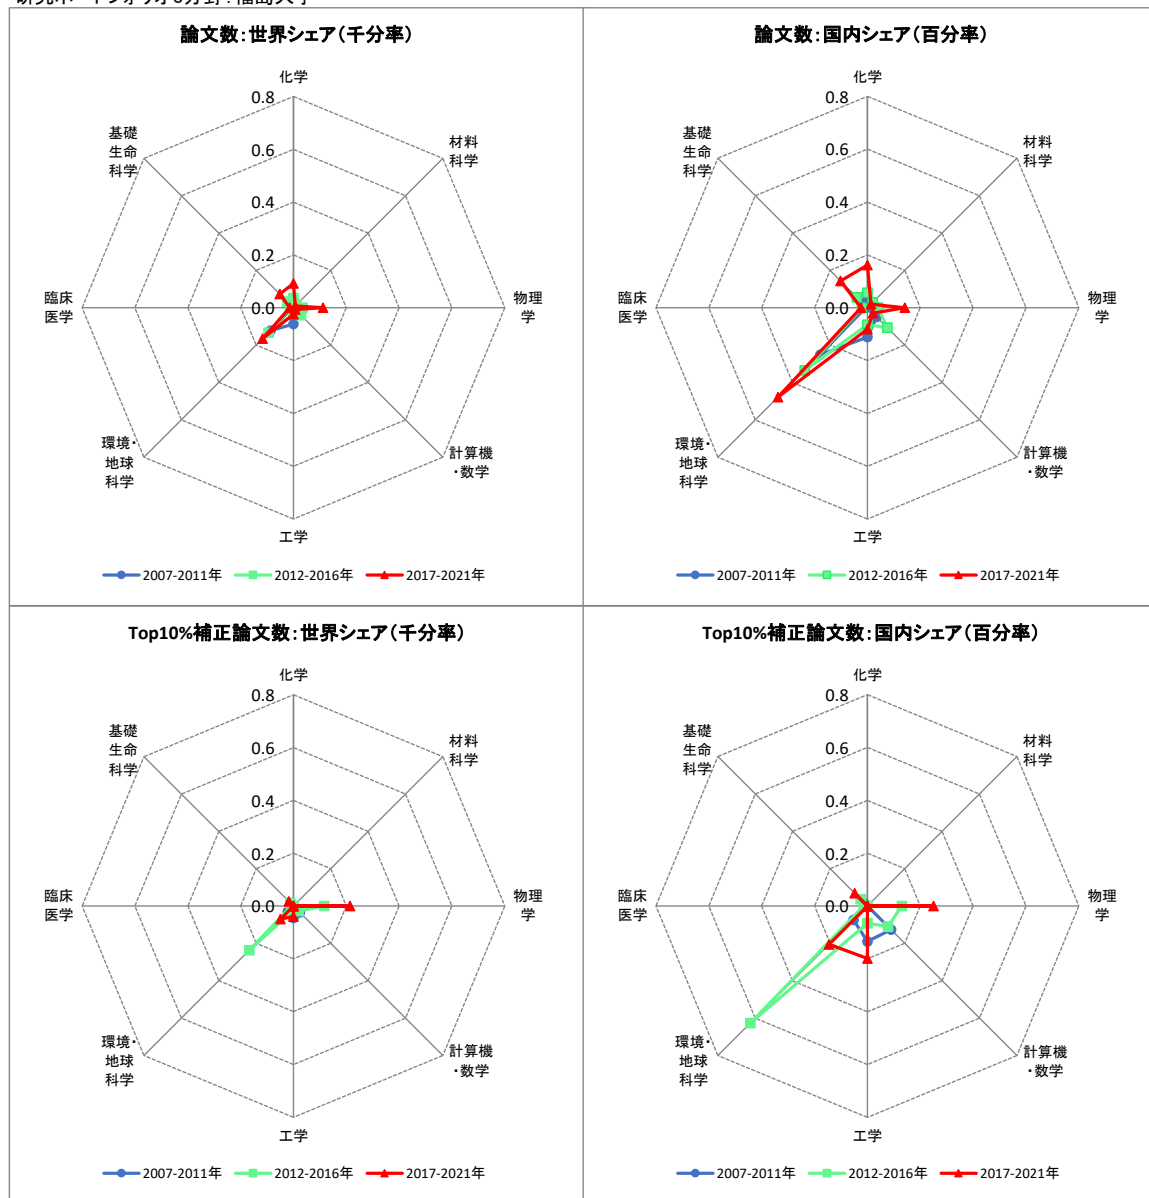 論文数：世界シェア（千分率）
化学
0.8
0.6
0.4
0.2
0.0
材料
科学
物理
学
計算機
・数学
工学
環境・
地球
科学
臨床
医学
基礎
生命
科学
2007-2011年 2012-2016年 2017-2021年
論文数：国内シェア（百分率）
化学
0.8
0.6
0.4
0.2
0.0
材料
科学
物理
学
計算機
・数学
工学
環境・
地球
科学
臨床
医学
基礎
生命
科学
2007-2011年 2012-2016年 2017-2021年
Top10%補正論文数：世界シェア（千分率）
化学
0.8
0.6
0.4
0.2
0.0
材料
科学
物理
学
計算機
・数学
工学
環境・
地球
科学
臨床
医学
基礎
生命
科学
2007-2011年 2012-2016年 2017-2021年
Top10%補正論文数：国内シェア（百分率）
化学
0.8
0.6
0.4
0.2
0.0
材料
科学
物理
学
計算機
・数学
工学
環境・
地球
科学
臨床
医学
基礎
生命
科学
2007-2011年 2012-2016年 2017-2021年